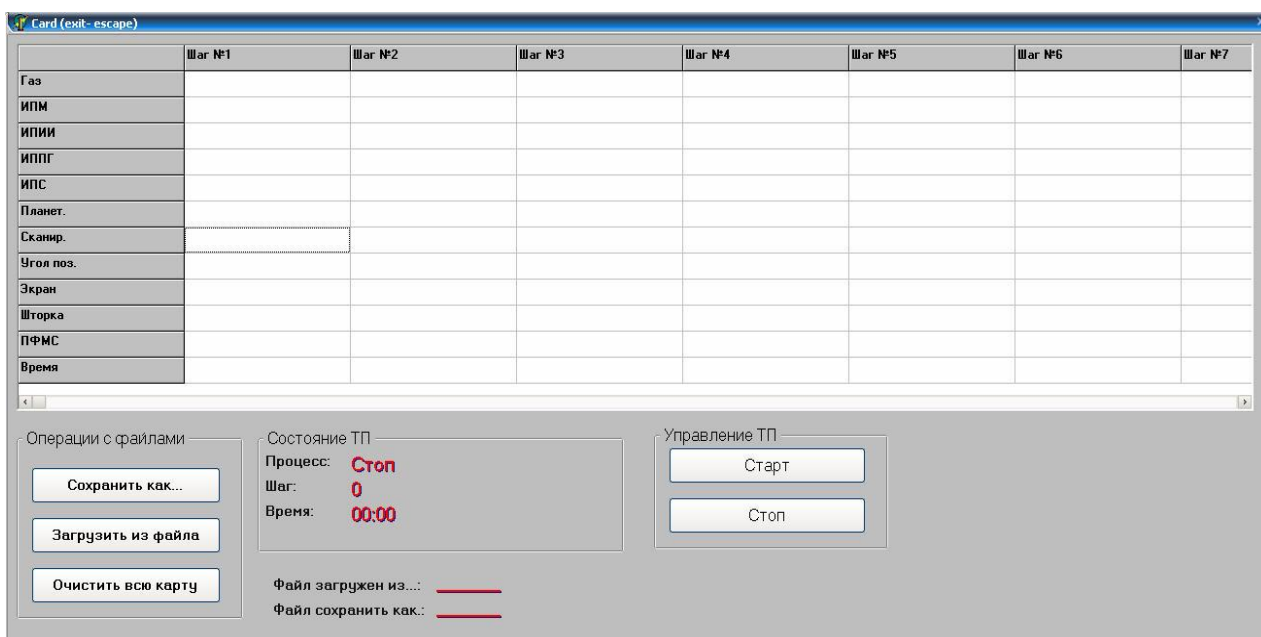 Card (exit- escape)
Шаг №1 Шаг №2 Шаг №3 Шаг №4 Шаг №5 Шаг №6 Шаг №7
Газ
ИПМ
ИПИИ
ИППГ
ИПС
Планет.
Сканир.
Угол поз.
Экран
Шторка
ПФМС
Время
Операции с файлами
Сохранить как...
Загрузить из файла
Очистить всю карту
Состояние ТП
Процесс: Стоп
Шаг: 0
Время: 00:00
Файл загружен из...:
Файл сохранить как.:
Управление ТП
Старт
Стоп